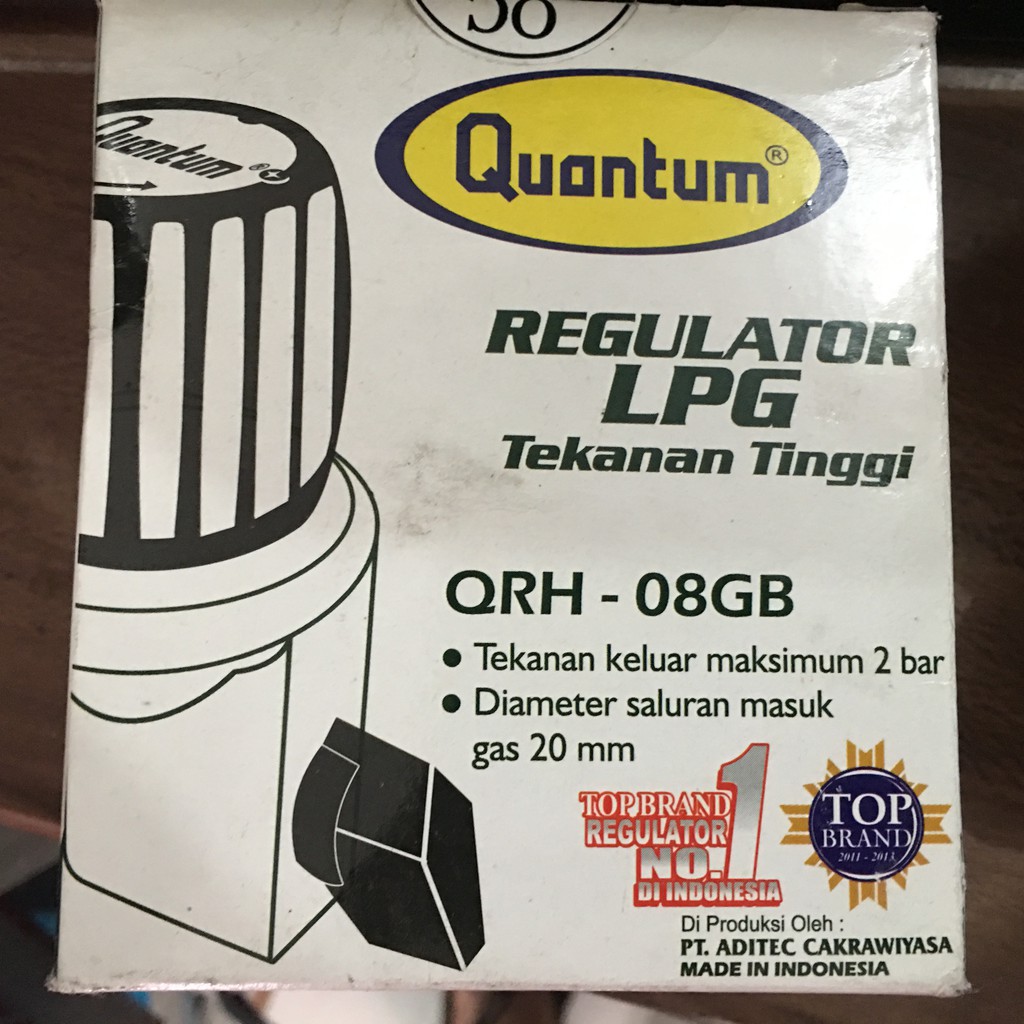 Quantum®
Quantum®
REGULATOR
LPG
Tekanan Tinggi
QRH - 08GB
• Tekanan keluar maksimum 2 bar
• Diameter saluran masuk
gas 20 mm
TOP BRAND
REGULATOR
NO. 1
DI INDONESIA
TOP
BRAND
2011 - 2013
Di Produksi Oleh :
PT. ADITEC CAKRAWIYASA
MADE IN INDONESIA